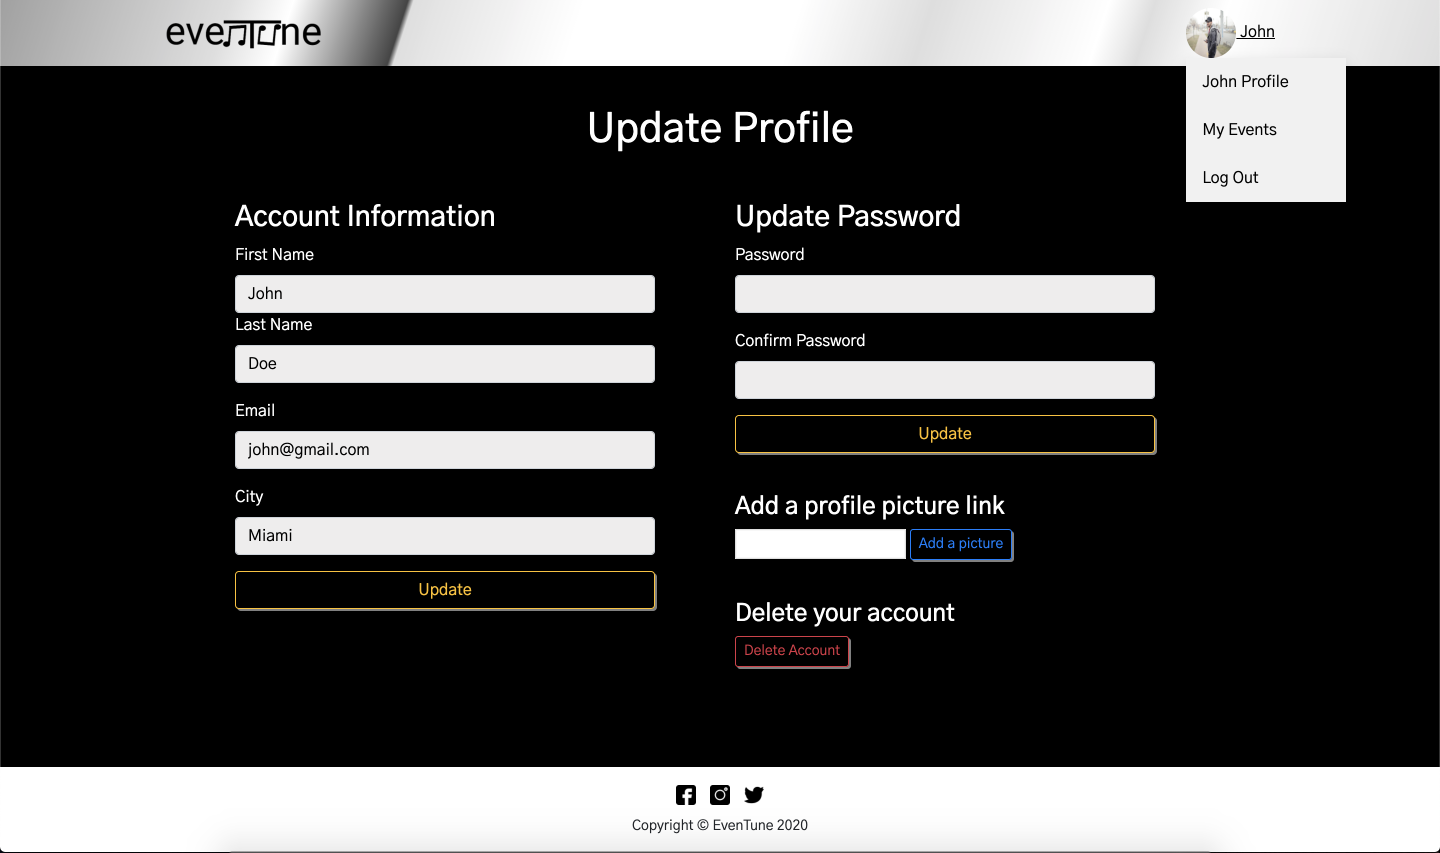 evenTune
John
John Profile
My Events
Log Out
Update Profile
Account Information
First Name
John
Last Name
Doe
Email
john@gmail.com
City
Miami
Update
Update Password
Password
Confirm Password
Update
Add a profile picture link
Add a picture
Delete your account
Delete Account
Copyright © EvenTune 2020